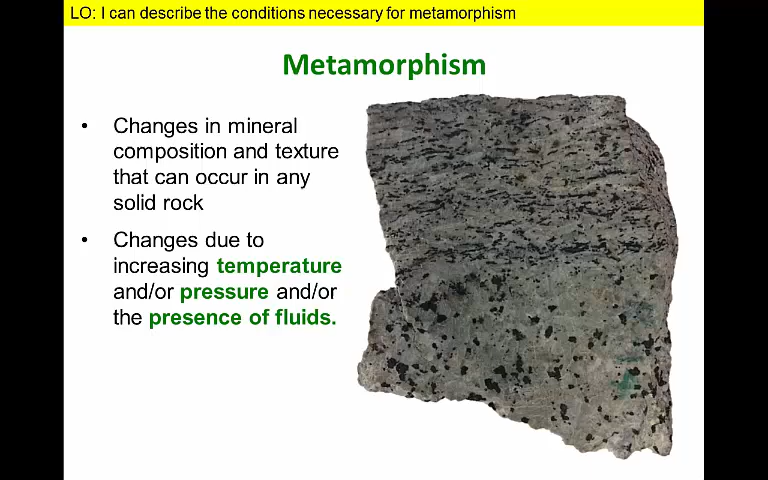 LO: I can describe the conditions necessary for metamorphism
Metamorphism
• Changes in mineral
composition and texture
that can occur in any
solid rock
• Changes due to
increasing temperature
and/or pressure and/or
the presence of fluids.